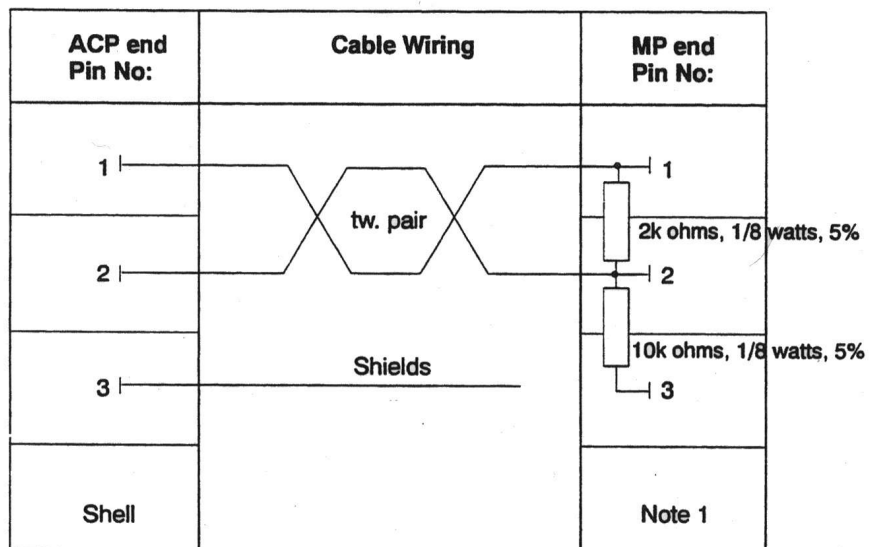 ACP end
Pin No:
Cable Wiring
MP end
Pin No:
1
1
tw. pair
2k ohms, 1/8 watts, 5%
2
2
10k ohms, 1/8 watts, 5%
Shields
3
3
Shell
Note 1